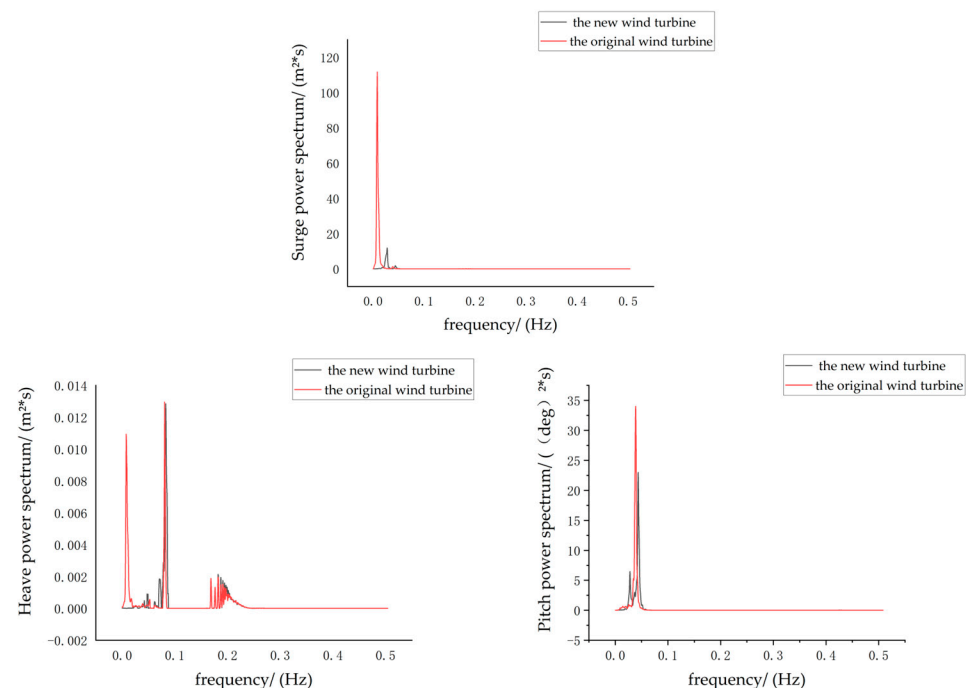 the new wind turbine
the original wind turbine
Surge power spectrum/ (m²*s)
120
100
80
60
40
20
0
0.0 0.1 0.2 0.3 0.4 0.5
frequency/ (Hz)
the new wind turbine
the original wind turbine
Heave power spectrum/ (m²*s)
0.014
0.012
0.010
0.008
0.006
0.004
0.002
0.000
-0.002
0.0 0.1 0.2 0.3 0.4 0.5
frequency/ (Hz)
the new wind turbine
the original wind turbine
Pitch power spectrum/ (（deg）²*s)
35
30
25
20
15
10
5
0
-5
0.0 0.1 0.2 0.3 0.4 0.5
frequency/ (Hz)